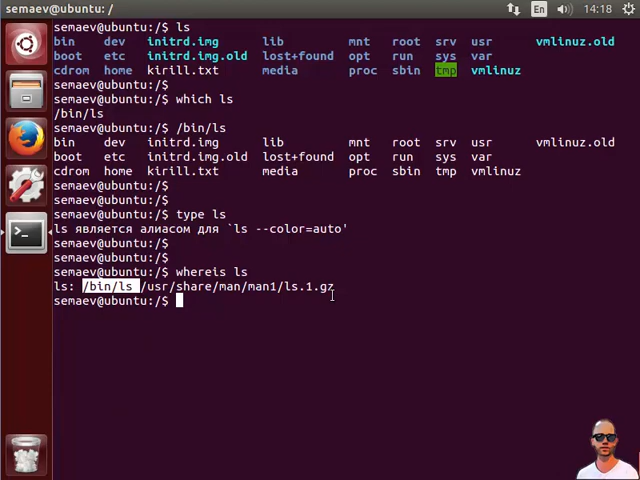 semaev@ubuntu: /
En
14:18
semaev@ubuntu:/$ ls
bin dev initrd.img lib mnt root srv usr vmlinuz.old
boot etc initrd.img.old lost+found opt run sys var
cdrom home kirill.txt media proc sbin tmp vmlinuz
semaev@ubuntu:/$
semaev@ubuntu:/$ which ls
/bin/ls
semaev@ubuntu:/$ /bin/ls
bin dev initrd.img lib mnt root srv usr vmlinuz.old
boot etc initrd.img.old lost+found opt run sys var
cdrom home kirill.txt media proc sbin tmp vmlinuz
semaev@ubuntu:/$
semaev@ubuntu:/$
semaev@ubuntu:/$ type ls
ls является алиасом для `ls --color=auto'
semaev@ubuntu:/$
semaev@ubuntu:/$
semaev@ubuntu:/$ whereis ls
ls: /bin/ls /usr/share/man/man1/ls.1.gz
semaev@ubuntu:/$